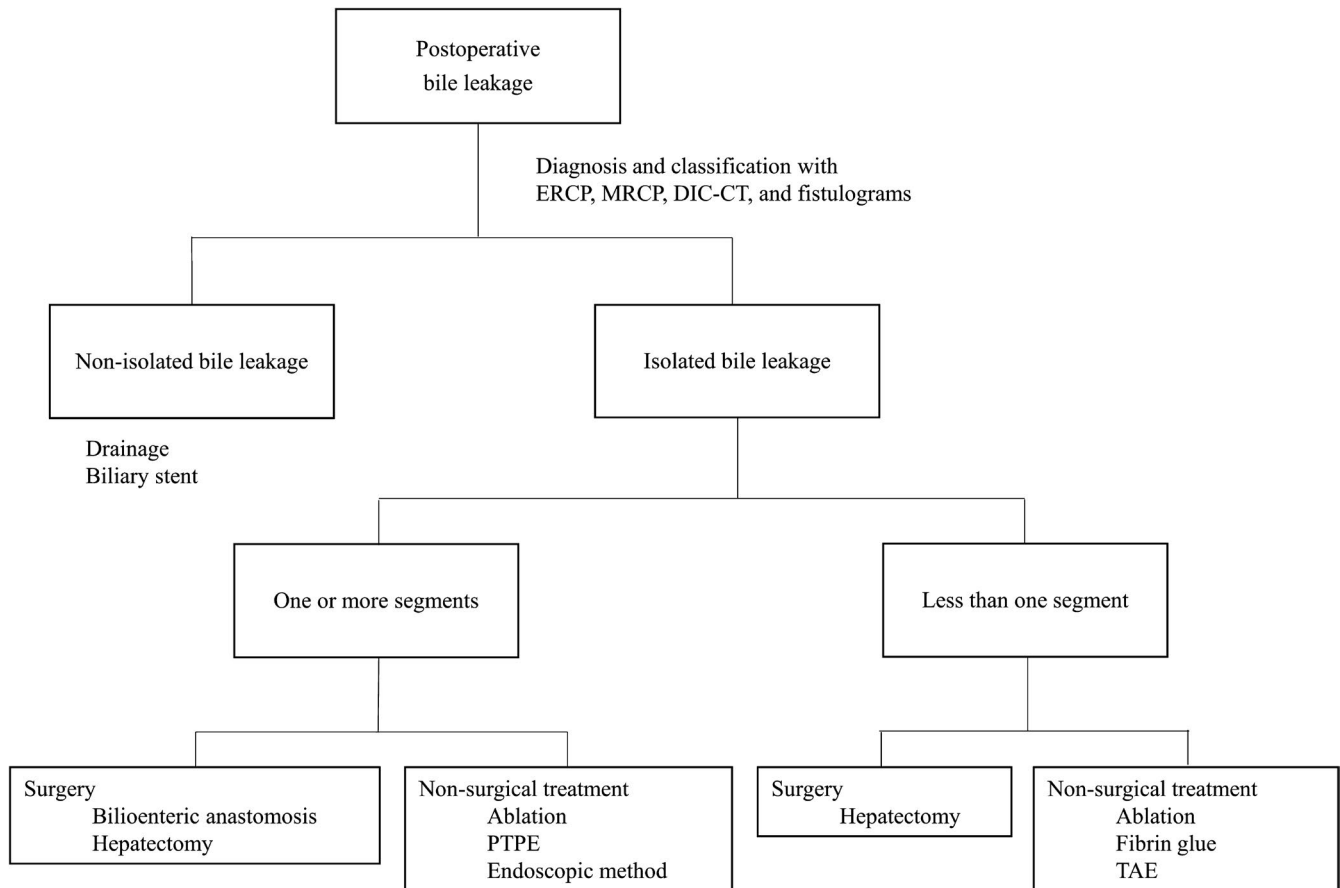 Postoperative
bile leakage
Diagnosis and classification with
ERCP, MRCP, DIC-CT, and fistulograms
Non-isolated bile leakage
Isolated bile leakage
Drainage
Biliary stent
One or more segments
Less than one segment
Surgery
Bilioenteric anastomosis
Hepatectomy
Non-surgical treatment
Ablation
PTPE
Endoscopic method
Surgery
Hepatectomy
Non-surgical treatment
Ablation
Fibrin glue
TAE